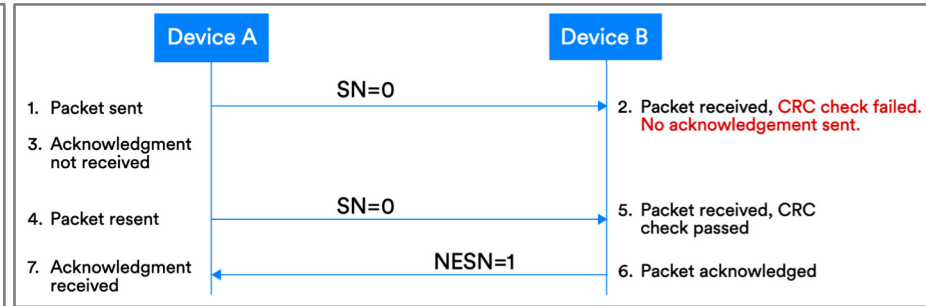 Device A
Device B
SN=0
1. Packet sent
2. Packet received, CRC check failed.
No acknowledgement sent.
3. Acknowledgment
not received
SN=0
4. Packet resent
5. Packet received, CRC
check passed
NESN=1
6. Packet acknowledged
7. Acknowledgment
received